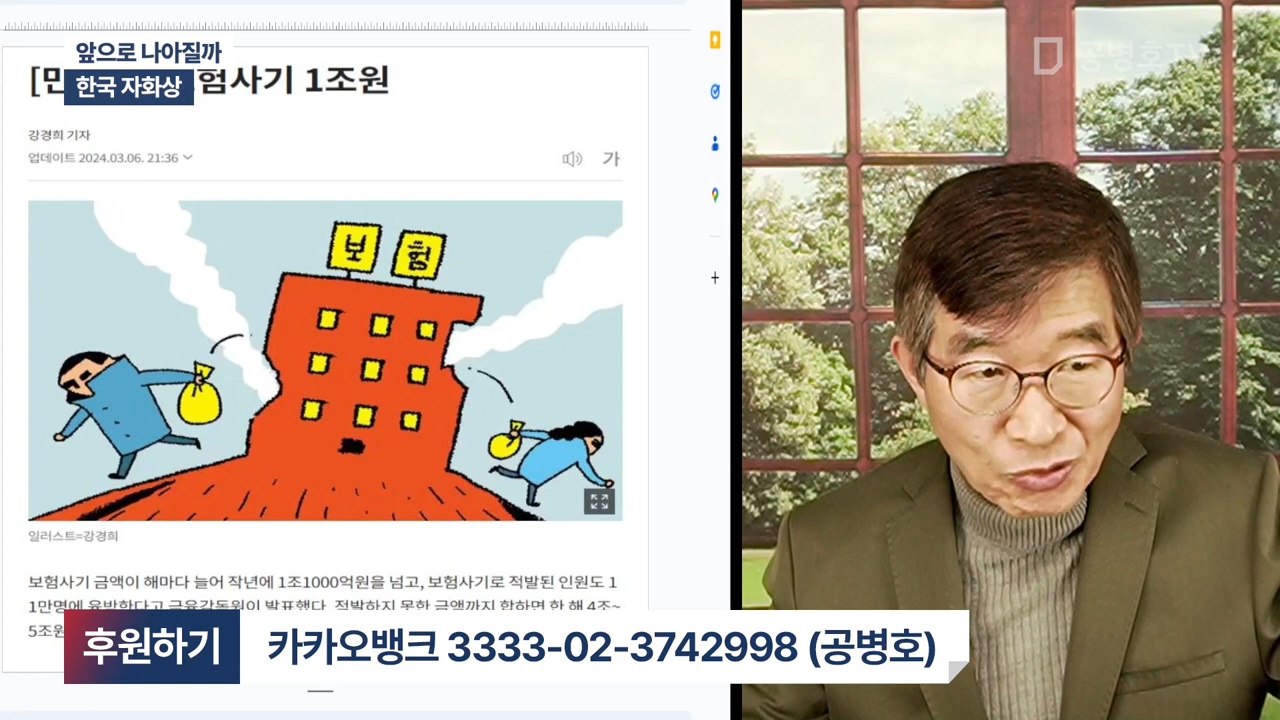 앞으로 나아질까
한국 자화상
험사기 1조원
강경희 기자
업데이트 2024.03.06. 21:36
가
보험
일러스트=강경희
보험사기 금액이 해마다 늘어 작년에 1조1000억원을 넘고, 보험사기로 적발된 인원도 1
1만명에 육박한다고 금융감독원이 발표했다. 적발하지 못한 금액까지 합하면 한 해 4조~
5조원
후원하기
카카오뱅크 3333-02-3742998 (공병호)
공병호TV